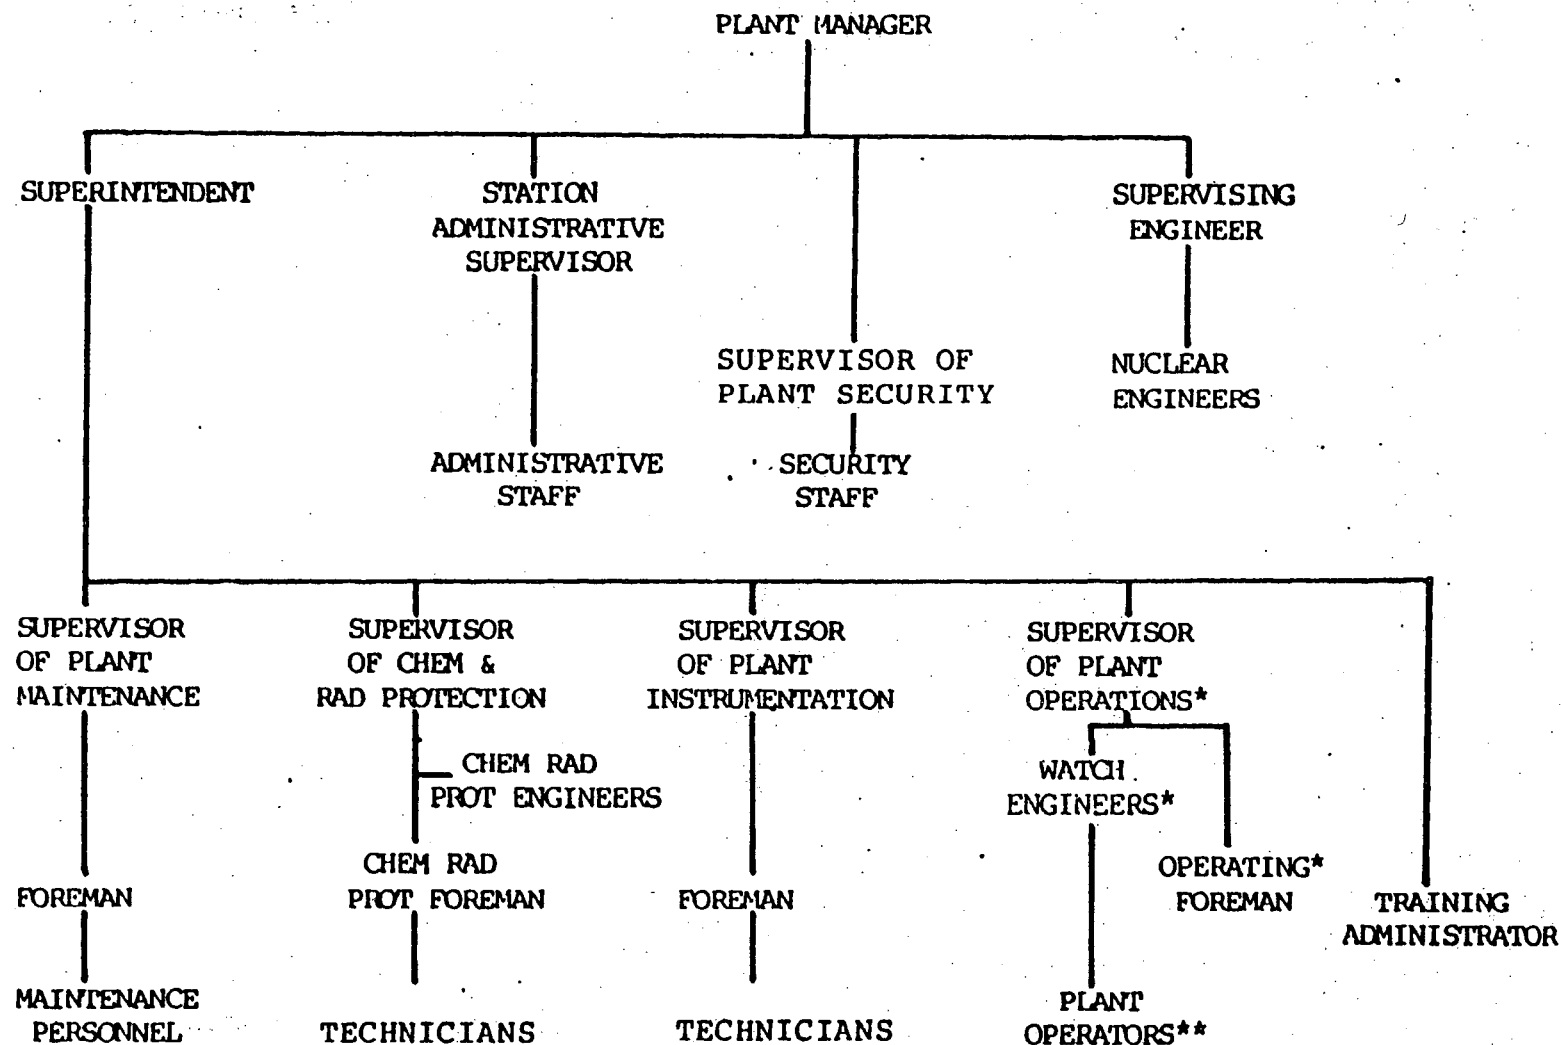 PLANT MANAGER
SUPERINTENDENT
STATION
ADMINISTRATIVE
SUPERVISOR
SUPERVISING
ENGINEER
SUPERVISOR OF
PLANT SECURITY
NUCLEAR
ENGINEERS
ADMINISTRATIVE
STAFF
SECURITY
STAFF
SUPERVISOR
OF PLANT
MAINTENANCE
SUPERVISOR
OF CHEM &
RAD PROTECTION
SUPERVISOR
OF PLANT
INSTRUMENTATION
SUPERVISOR
OF PLANT
OPERATIONS*
CHEM RAD
PROT ENGINEERS
WATCH
ENGINEERS*
FOREMAN
CHEM RAD
PROT FOREMAN
FOREMAN
OPERATING*
FOREMAN
TRAINING
ADMINISTRATOR
MAINTENANCE
PERSONNEL
TECHNICIANS
TECHNICIANS
PLANT
OPERATORS**